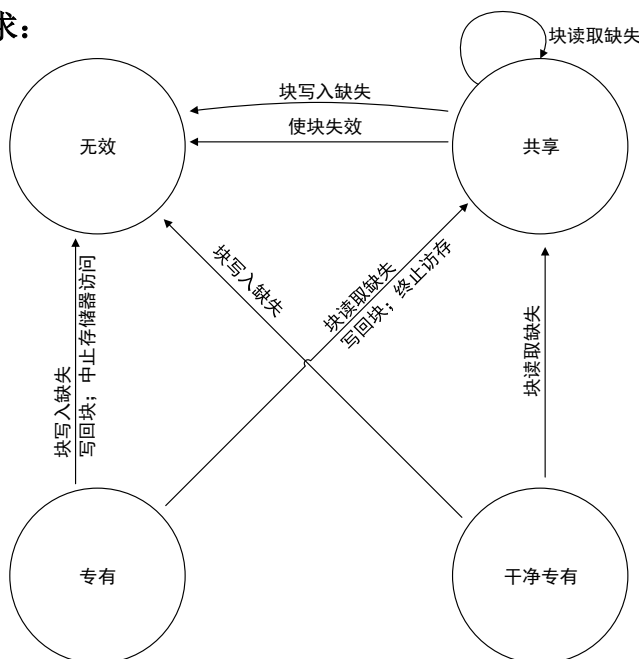 求：
块读取缺失
块写入缺失
使块失效
无效
共享
块写入缺失
块读取缺失
写回块；终止访存
块写入缺失
写回块；中止存储器访问
块读取缺失
专有
干净专有